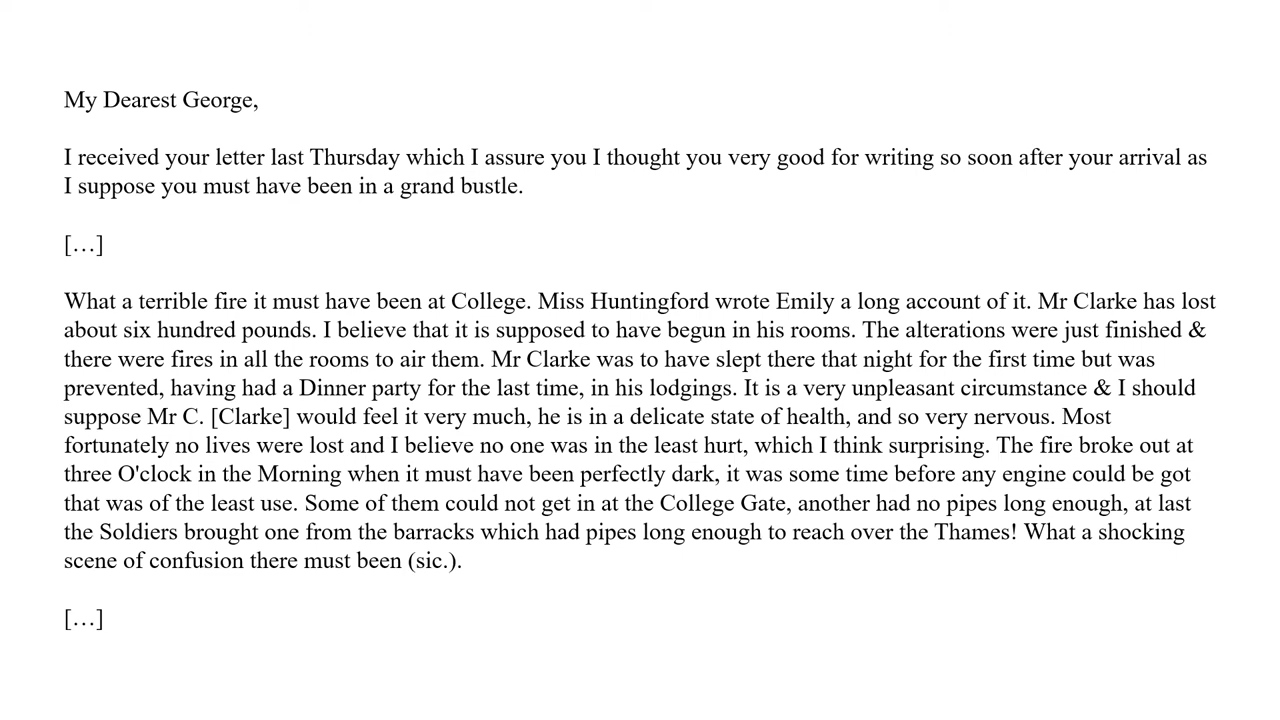 My Dearest George,
I received your letter last Thursday which I assure you I thought you very good for writing so soon after your arrival as
I suppose you must have been in a grand bustle.
[…]
What a terrible fire it must have been at College. Miss Huntingford wrote Emily a long account of it. Mr Clarke has lost
about six hundred pounds. I believe that it is supposed to have begun in his rooms. The alterations were just finished &
there were fires in all the rooms to air them. Mr Clarke was to have slept there that night for the first time but was
prevented, having had a Dinner party for the last time, in his lodgings. It is a very unpleasant circumstance & I should
suppose Mr C. [Clarke] would feel it very much, he is in a delicate state of health, and so very nervous. Most
fortunately no lives were lost and I believe no one was in the least hurt, which I think surprising. The fire broke out at
three O'clock in the Morning when it must have been perfectly dark, it was some time before any engine could be got
that was of the least use. Some of them could not get in at the College Gate, another had no pipes long enough, at last
the Soldiers brought one from the barracks which had pipes long enough to reach over the Thames! What a shocking
scene of confusion there must been (sic.).
[…]